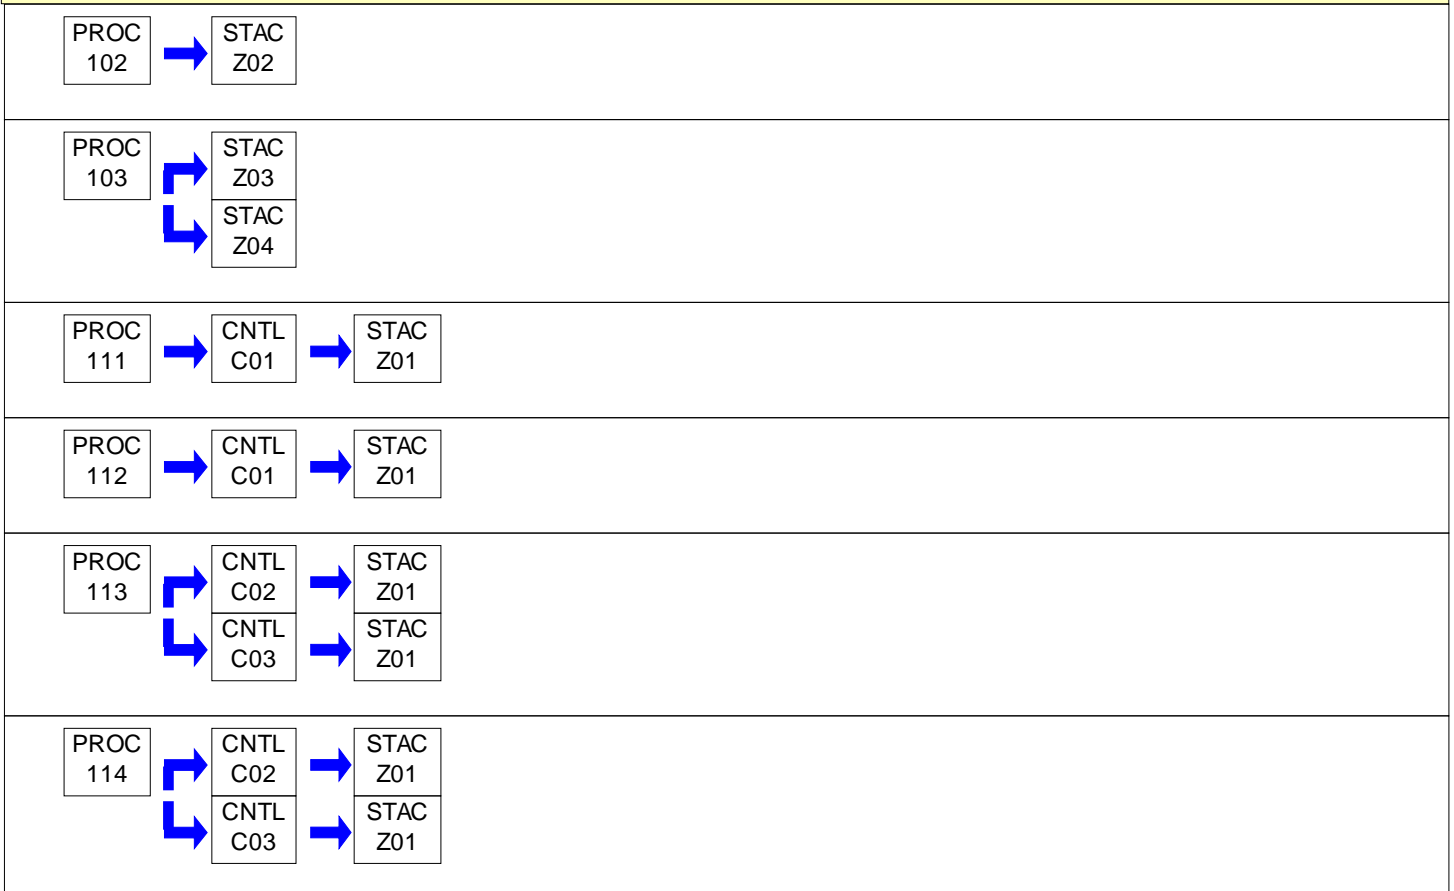 PROC
102
STAC
Z02
PROC
103
STAC
Z03
STAC
Z04
PROC
111
CNTL
C01
STAC
Z01
PROC
112
CNTL
C01
STAC
Z01
PROC
113
CNTL
C02
STAC
Z01
CNTL
C03
STAC
Z01
PROC
114
CNTL
C02
STAC
Z01
CNTL
C03
STAC
Z01